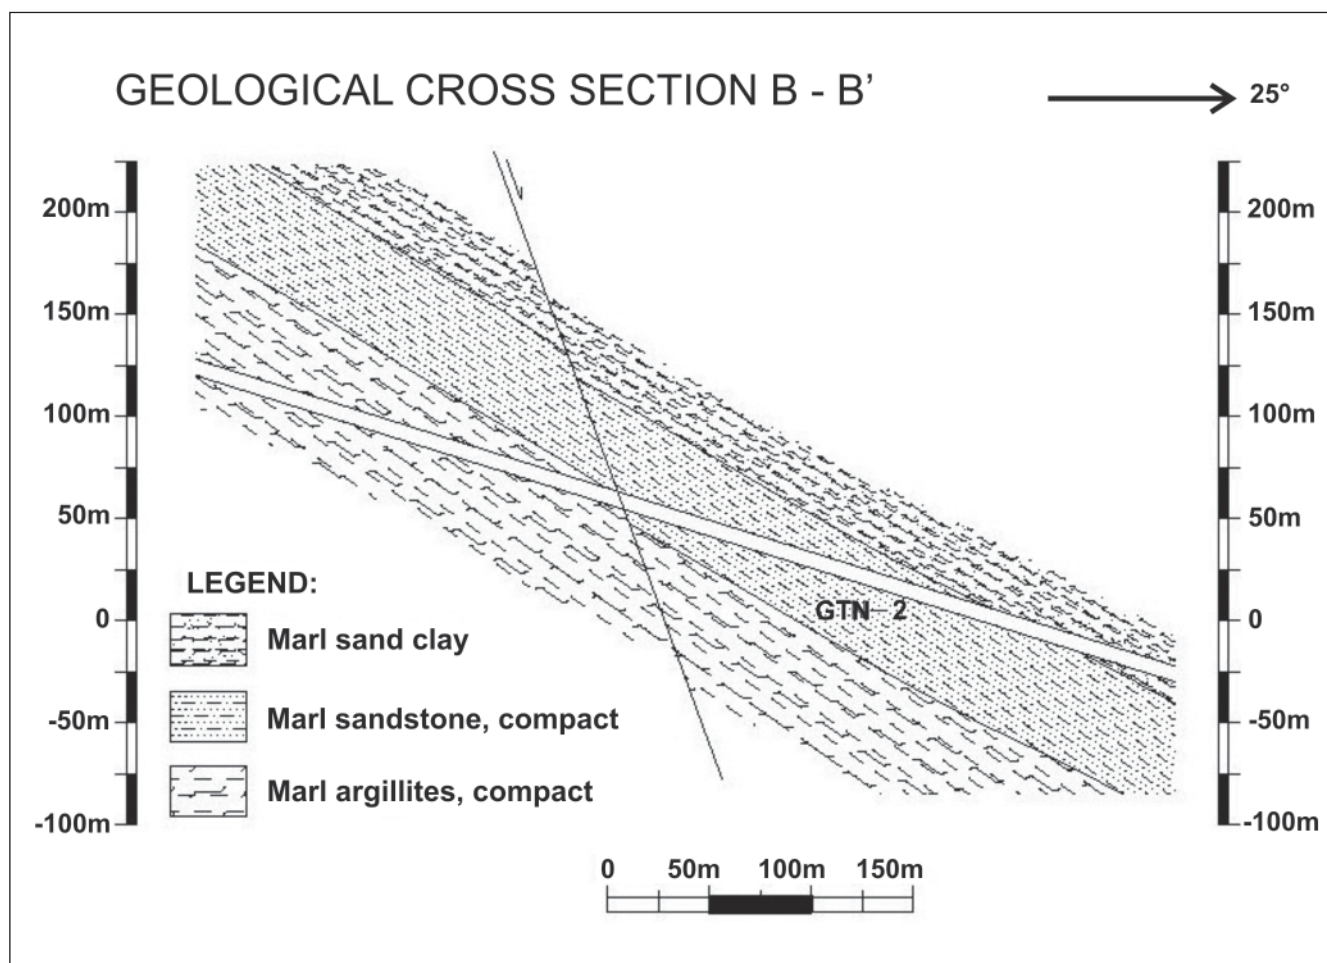 GEOLOGICAL CROSS SECTION B - B’
25°
200m
150m
100m
50m
0
-50m
-100m
200m
150m
100m
50m
0
-50m
-100m
GTN 2
LEGEND:
Marl sand clay
Marl sandstone, compact
Marl argillites, compact
0 50m 100m 150m